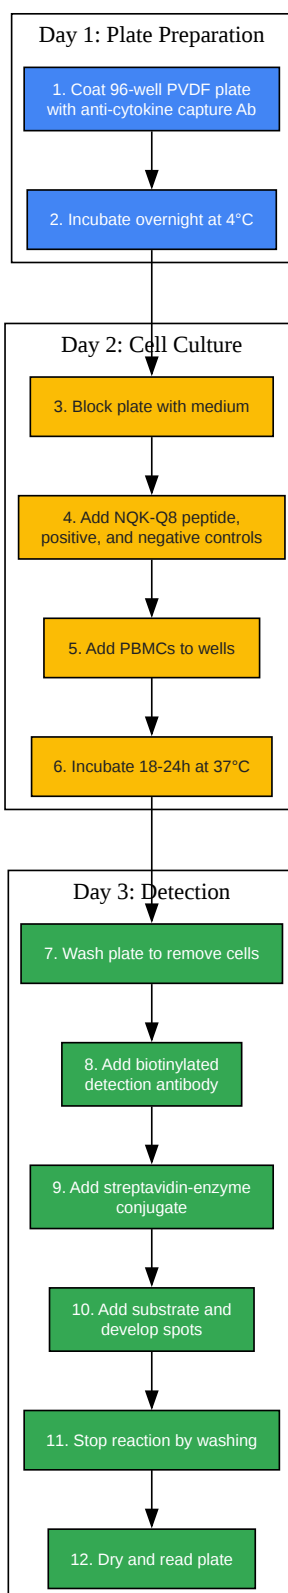 Day 1: Plate Preparation
1. Coat 96-well PVDF plate
with anti-cytokine capture Ab
2. Incubate overnight at 4°C
Day 2: Cell Culture
3. Block plate with medium
4. Add NQK-Q8 peptide,
positive, and negative controls
5. Add PBMCs to wells
6. Incubate 18-24h at 37°C
Day 3: Detection
7. Wash plate to remove cells
8. Add biotinylated
detection antibody
9. Add streptavidin-enzyme
conjugate
10. Add substrate and
develop spots
11. Stop reaction by washing
12. Dry and read plate